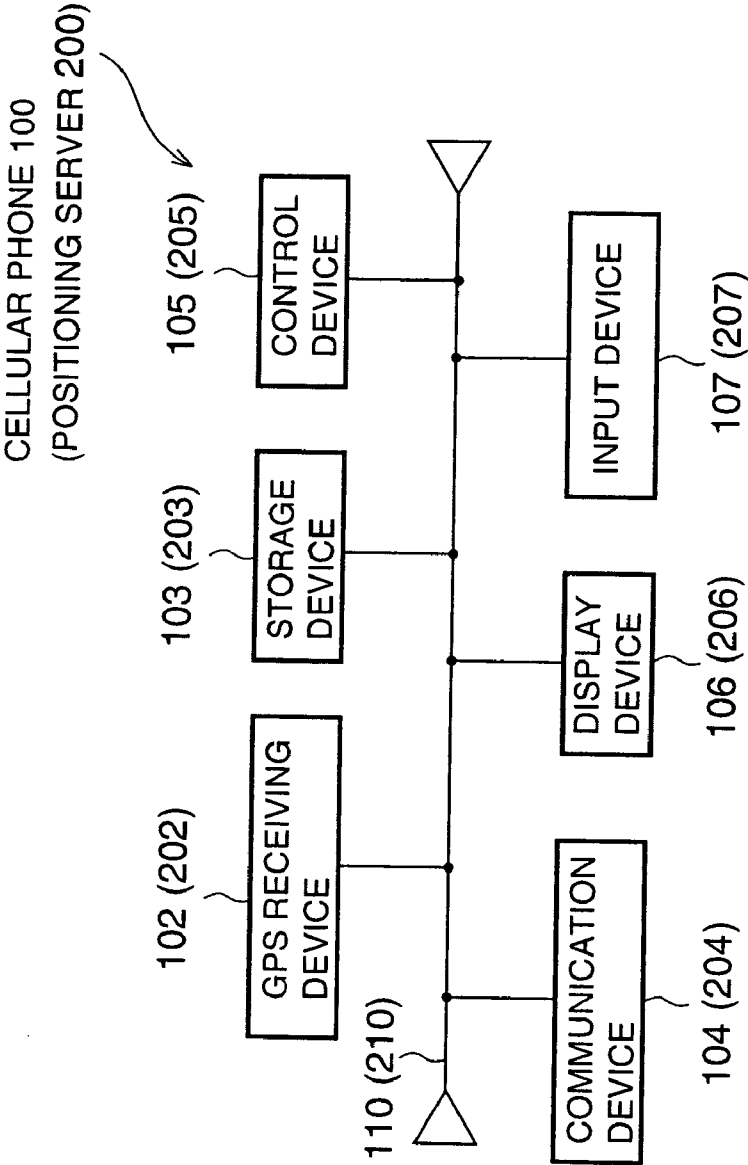 CELLULAR PHONE 100
(POSITIONING SERVER 200)
102 (202)
GPS RECEIVING
DEVICE
103 (203)
STORAGE
DEVICE
105 (205)
CONTROL
DEVICE
110 (210)
COMMUNICATION
DEVICE
104 (204)
DISPLAY
DEVICE
106 (206)
INPUT DEVICE
107 (207)